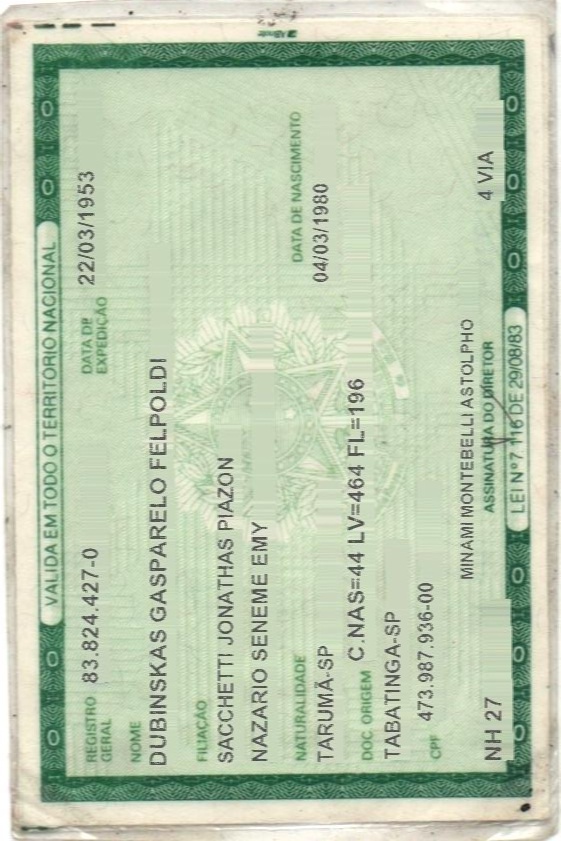 VALIDA EM TODO O TERRITÓRIO NACIONAL
REGISTRO GERAL 83.824.427-0 DATA DE EXPEDIÇÃO 22/03/1953
NOME
DUBINSKAS GASPARELO FELPOLDI
FILIAÇÃO
SACCHETTI JONATHAS PIAZON
NAZARIO SENEME EMY
NATURALIDADE DATA DE NASCIMENTO
TARUMÃ-SP 04/03/1980
DOC ORIGEM C.NAS=44 LV=464 FL=196
TABATINGA-SP
CPF 473.987.936-00
MINAMI MONTEBELLI ASTOLPHO
NH 27 ASSINATURA DO DIRETOR 4 VIA
LEI Nº 7 116 DE 29/08/83